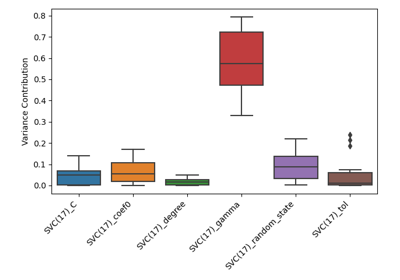 0.8
0.7
0.6
0.5
0.4
0.3
0.2
0.1
0.0
Variance Contribution
SVC(17)_C
SVC(17)_coef0
SVC(17)_degree
SVC(17)_gamma
SVC(17)_random_state
SVC(17)_tol